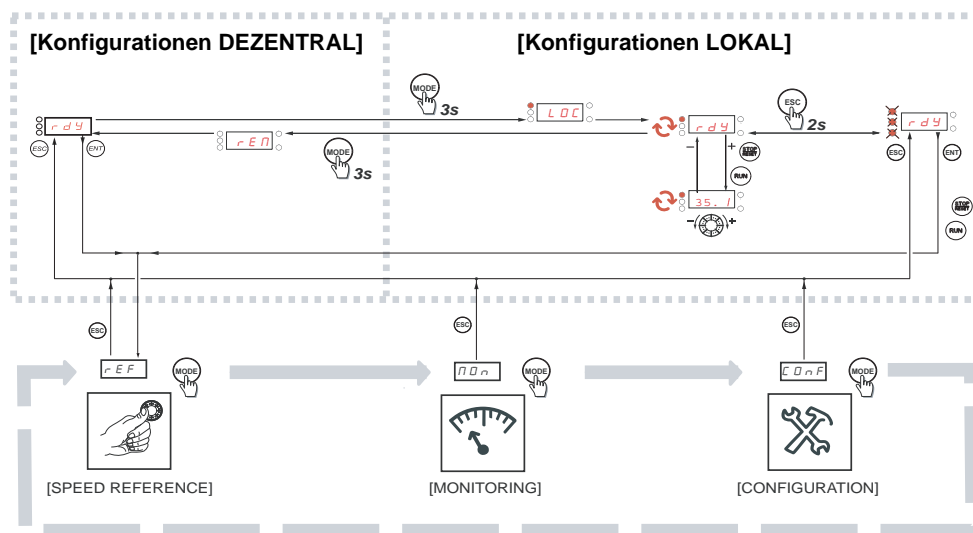 [Konfigurationen DEZENTRAL]
[Konfigurationen LOKAL]
MODE
3s
LOC
ESC
2s
rdY
rdY
rdY
ESC
ENT
rEM
MODE
3s
–
+
STOP
RESET
RUN
ESC
ENT
35.1
–
+
STOP
RESET
RUN
ESC
ESC
ESC
rEF
MODE
MOn
MODE
COnF
MODE
[SPEED REFERENCE]
[MONITORING]
[CONFIGURATION]